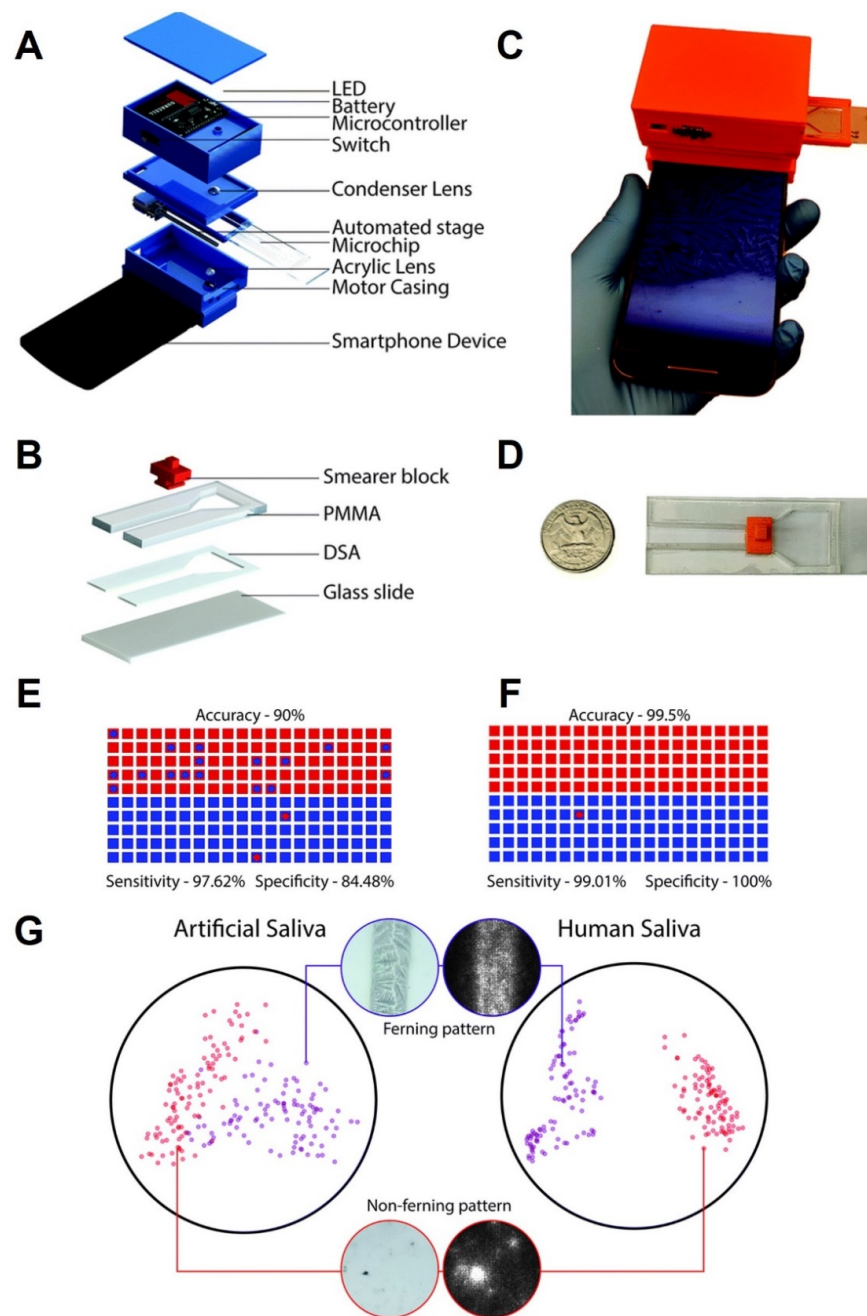 A
LED
Battery
Microcontroller
Switch
Condenser Lens
Automated stage
Microchip
Acrylic Lens
Motor Casing
Smartphone Device
C
B
Smearer block
PMMA
DSA
Glass slide
D
E
Accuracy - 90%
Sensitivity - 97.62% Specificity - 84.48%
F
Accuracy - 99.5%
Sensitivity - 99.01% Specificity - 100%
G
Artificial Saliva
Human Saliva
Ferning pattern
Non-ferning pattern